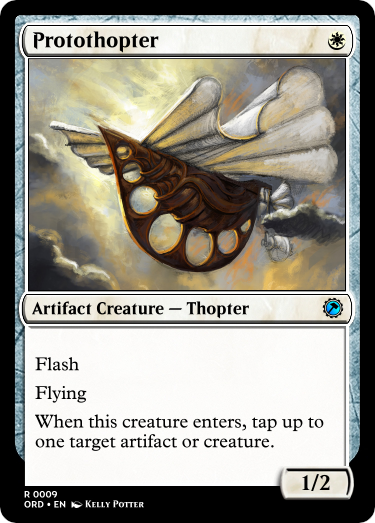 Protothopter
Artifact Creature — Thopter
Flash
Flying
When this creature enters, tap up to
one target artifact or creature.
1/2
R 0009
ORD • EN Kelly Potter